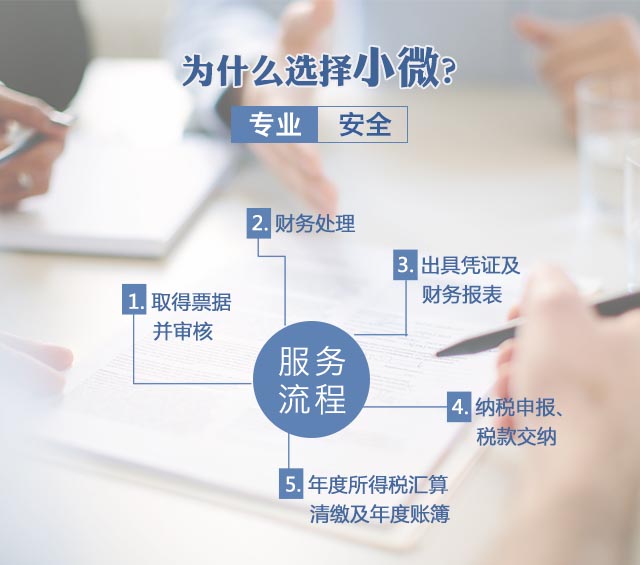 为什么选择小微?
专业 安全
2. 财务处理
3. 出具凭证及
财务报表
1. 取得票据
并审核
服务
流程
4. 纳税申报、
税款交纳
5. 年度所得税汇算
清缴及年度账簿